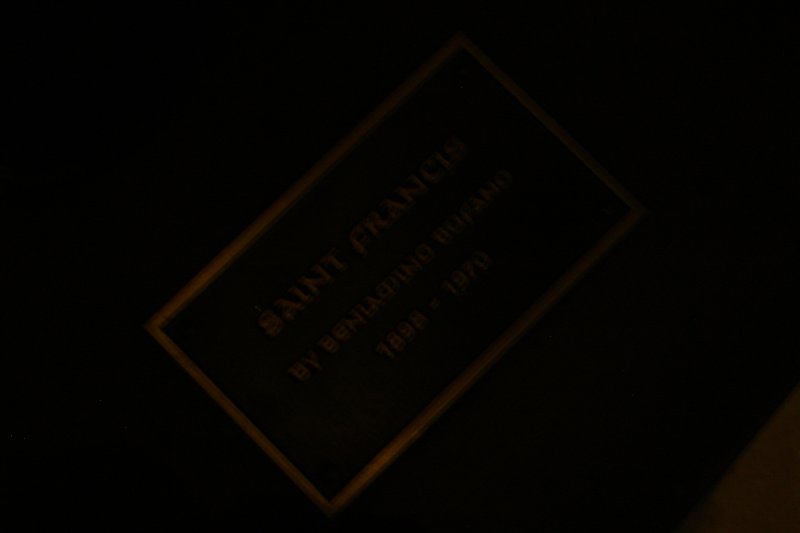 SAINT FRANCIS
BY BENIAMINO BUFANO
1898 - 1970